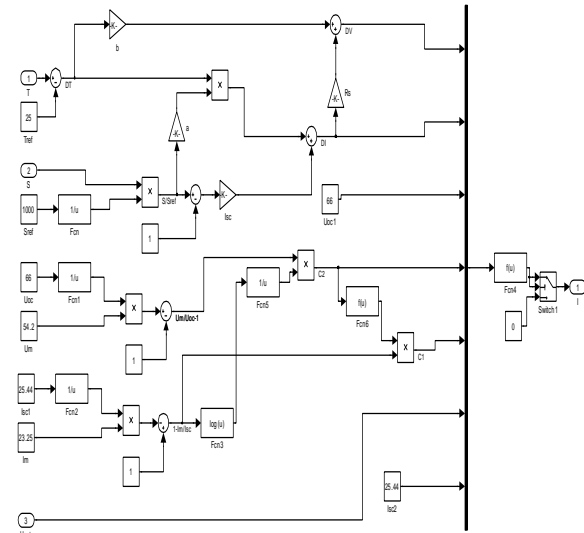 -K-
b
DV
1
T
DT
25
Tref
X
-K-
Rs
-K-
a
DI
2
S
1000
Sref
1/u
Fcn
X
S/Sref
1
-K-
Isc
66
Uoc1
66
Uoc
1/u
Fcn1
54.2
Um
X
1
Um/Uoc-1
1/u
Fcn5
X
C2
f(u)
Fcn6
X
C1
f(u)
Fcn4
0
Switch1
1
I
25.44
Isc1
1/u
Fcn2
23.25
Im
X
1
1-Im/Isc
log(u)
Fcn3
25.44
Isc2
3